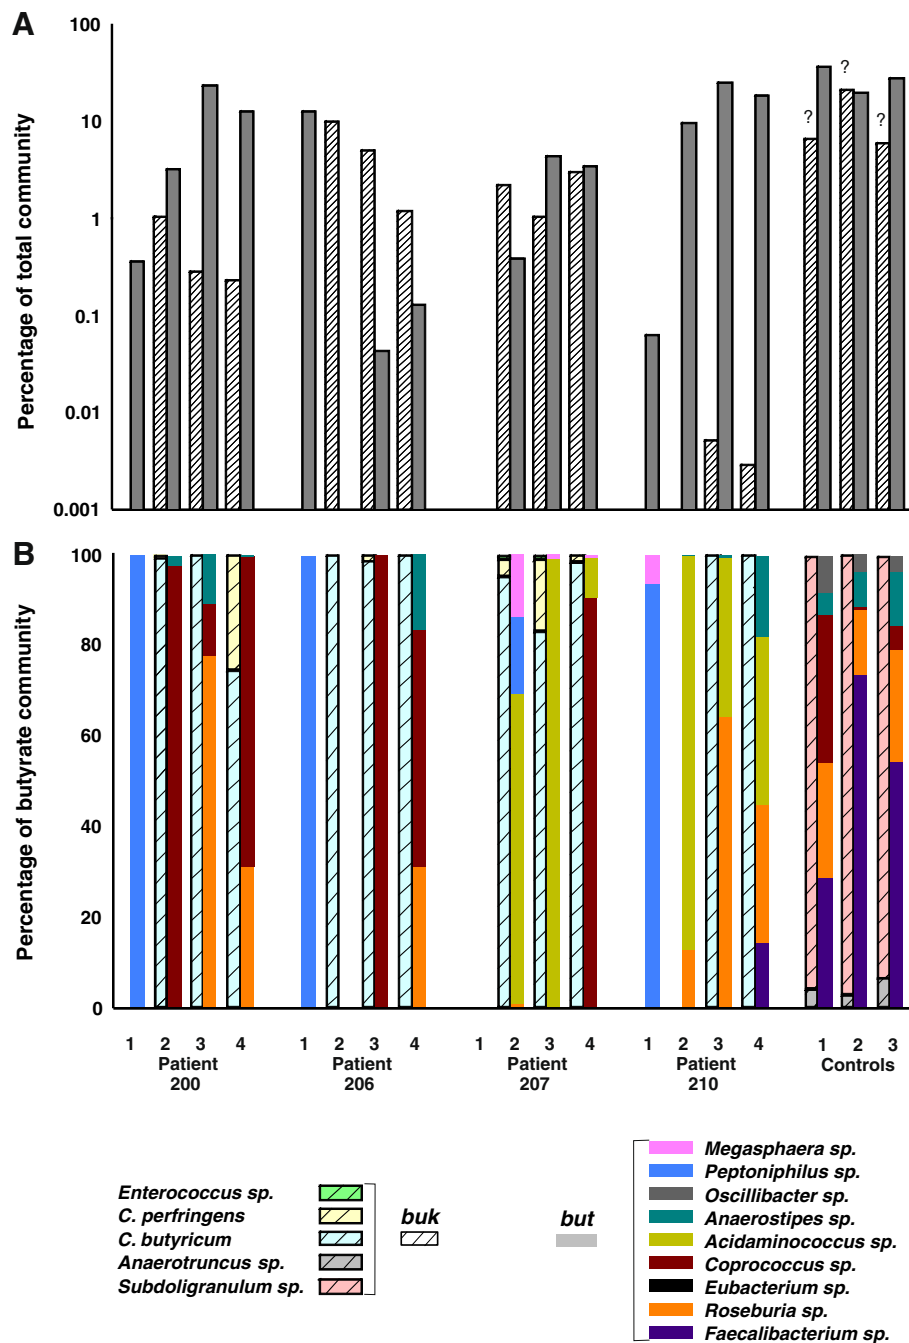 A
Percentage of total community
100
10
1
0.1
0.01
0.001
?
?
?
B
Percentage of butyrate community
100
80
60
40
20
0
1 2 3 4 1 2 3 4 1 2 3 4 1 2 3 4 1 2 3
Patient Patient Patient Patient Controls
200 206 207 210
Enterococcus sp.
C. perfringens
C. butyricum
Anaerotruncus sp.
Subdoligranulum sp.
buk
but
Megasphaera sp.
Peptoniphilus sp.
Oscillibacter sp.
Anaerostipes sp.
Acidaminococcus sp.
Coprococcus sp.
Eubacterium sp.
Roseburia sp.
Faecalibacterium sp.